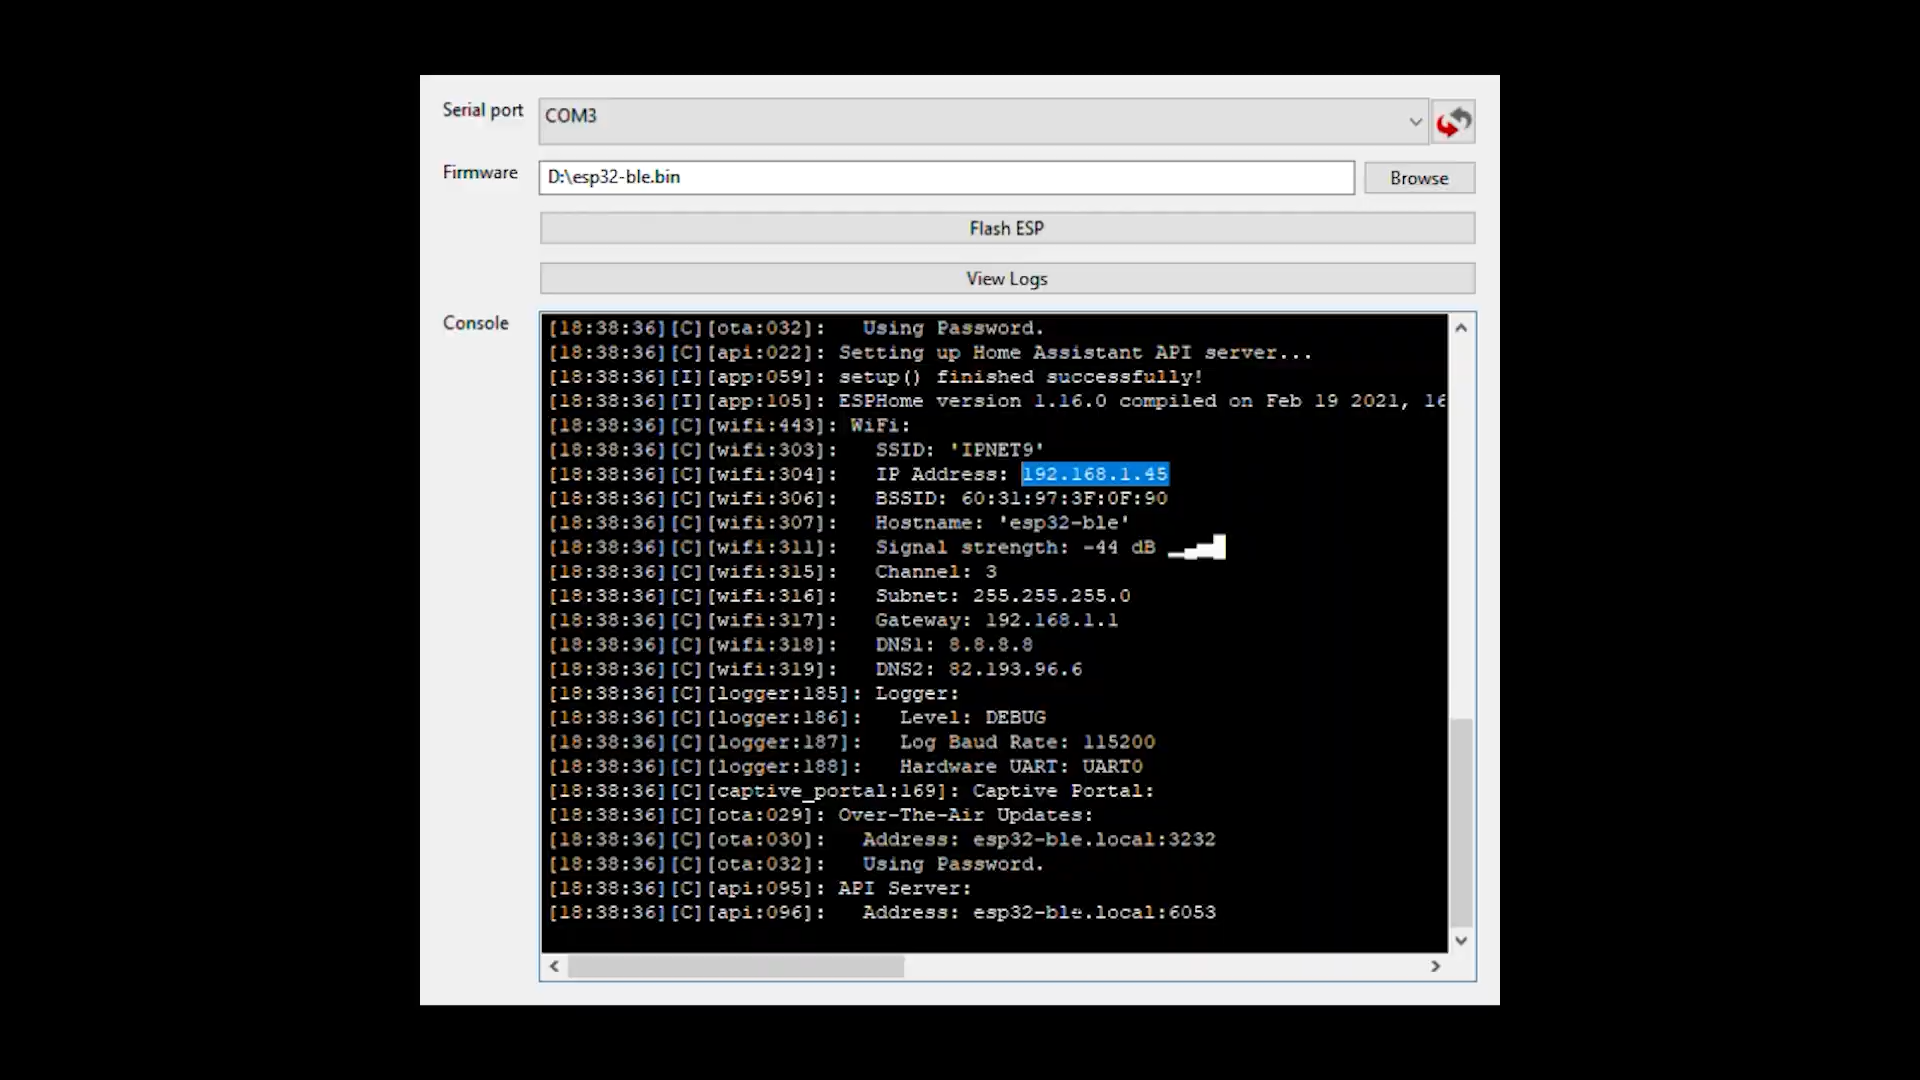 Serial port COM3
Firmware D:\esp32-ble.bin Browse
Flash ESP
View Logs
Console
[18:38:36][C][ota:032]:   Using Password.
[18:38:36][C][api:022]: Setting up Home Assistant API server...
[18:38:36][I][app:059]: setup() finished successfully!
[18:38:36][I][app:105]: ESPHome version 1.16.0 compiled on Feb 19 2021, 16
[18:38:36][C][wifi:443]: WiFi:
[18:38:36][C][wifi:303]:   SSID: 'IPNET9'
[18:38:36][C][wifi:304]:   IP Address: 192.168.1.45
[18:38:36][C][wifi:306]:   BSSID: 60:31:97:3F:0F:90
[18:38:36][C][wifi:307]:   Hostname: 'esp32-ble'
[18:38:36][C][wifi:311]:   Signal strength: -44 dB ▂▄▆█
[18:38:36][C][wifi:315]:   Channel: 3
[18:38:36][C][wifi:316]:   Subnet: 255.255.255.0
[18:38:36][C][wifi:317]:   Gateway: 192.168.1.1
[18:38:36][C][wifi:318]:   DNS1: 8.8.8.8
[18:38:36][C][wifi:319]:   DNS2: 82.193.96.6
[18:38:36][C][logger:185]: Logger:
[18:38:36][C][logger:186]:   Level: DEBUG
[18:38:36][C][logger:187]:   Log Baud Rate: 115200
[18:38:36][C][logger:188]:   Hardware UART: UART0
[18:38:36][C][captive_portal:169]: Captive Portal:
[18:38:36][C][ota:029]: Over-The-Air Updates:
[18:38:36][C][ota:030]:   Address: esp32-ble.local:3232
[18:38:36][C][ota:032]:   Using Password.
[18:38:36][C][api:095]: API Server:
[18:38:36][C][api:096]:   Address: esp32-ble.local:6053